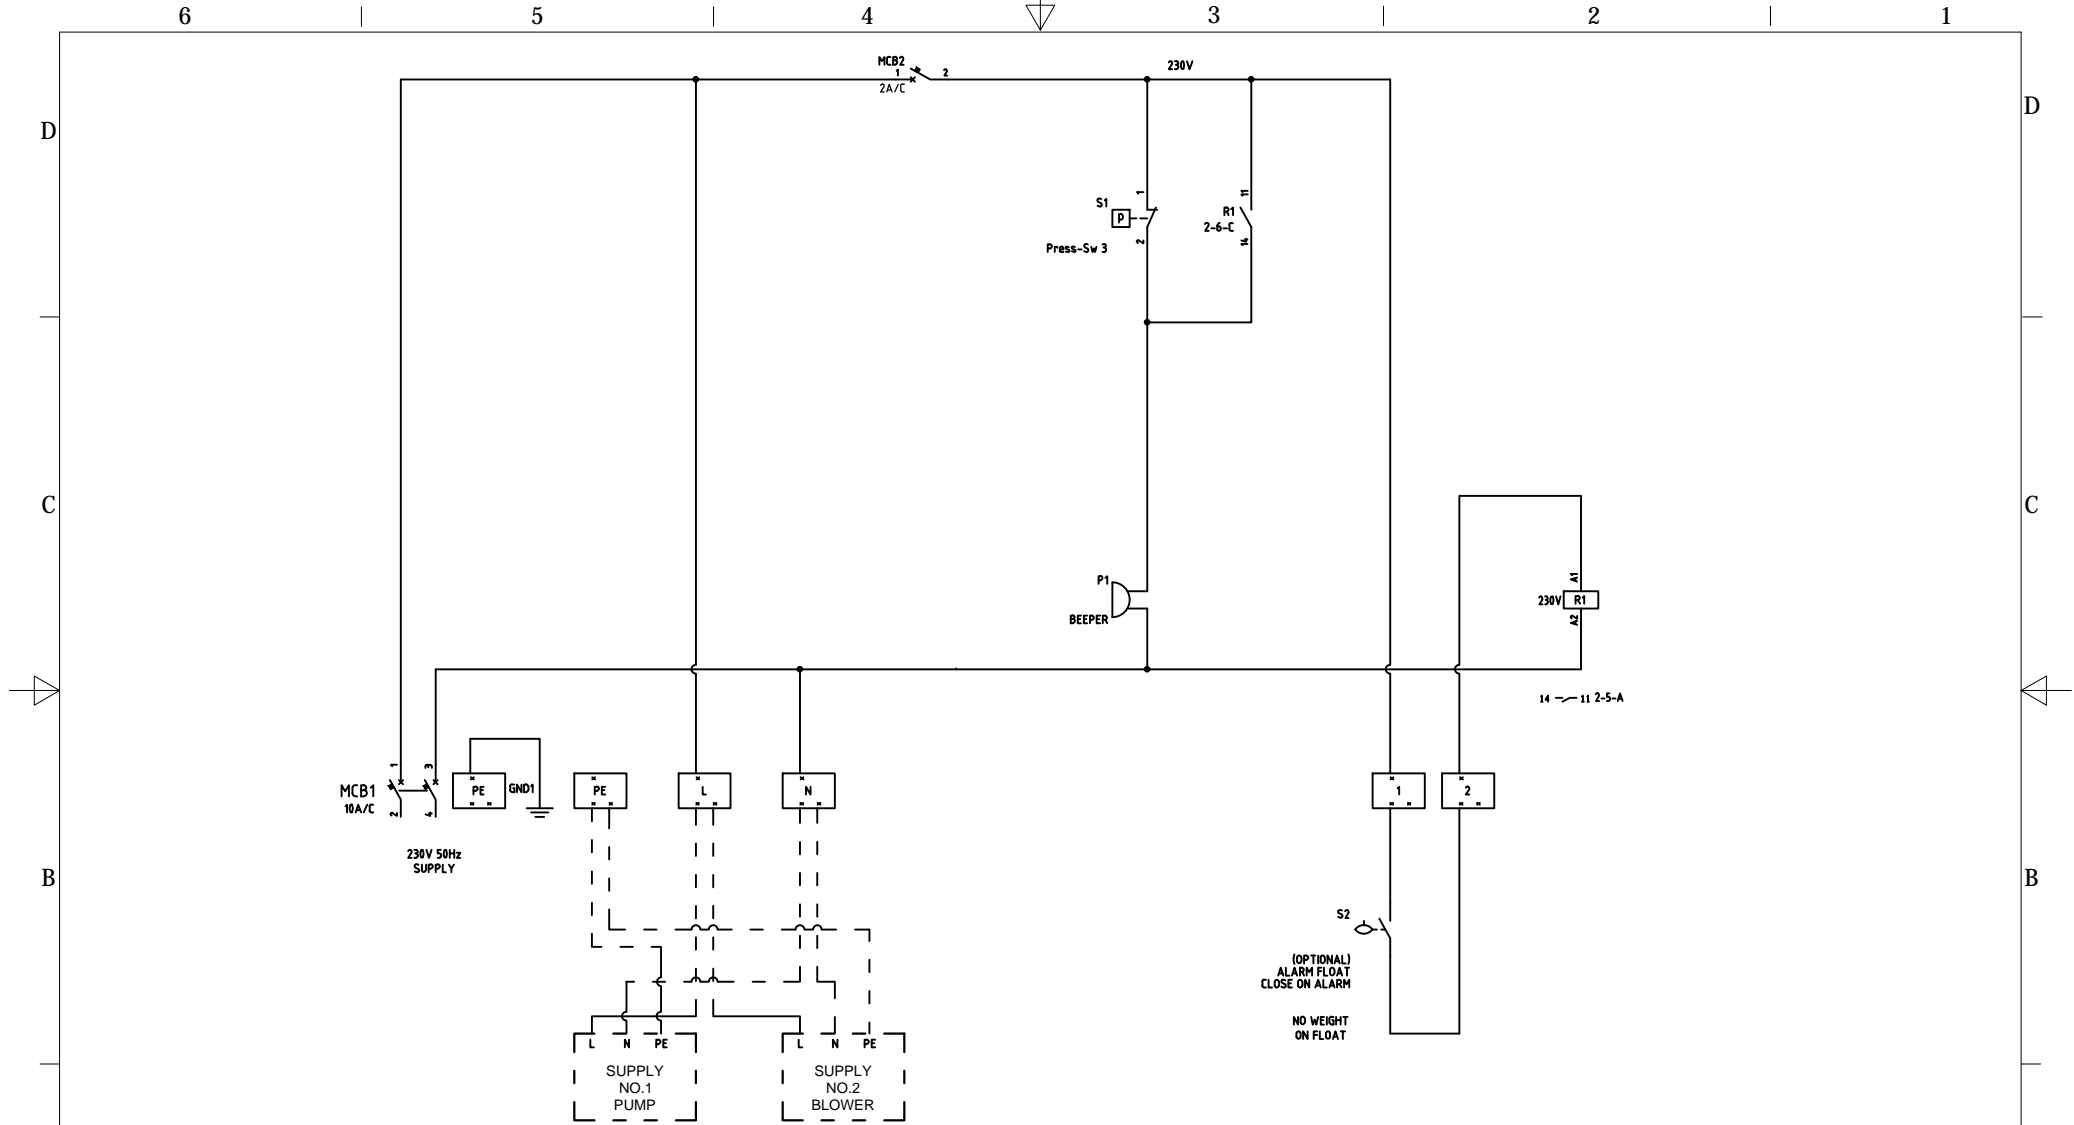 6 5 4 3 2 1
D D
MCB2
1 2
2A/C
230V
1
S1
P
2
Press-Sw 3
11
R1
2-6-C
14
C C
P1
BEEPER
A1
230V R1
A2
14 11 2-5-A
1 3
MCB1
10A/C
2 4
PE GND1
PE L N
1 2
230V 50Hz
SUPPLY
B B
S2
(OPTIONAL)
ALARM FLOAT
CLOSE ON ALARM
NO WEIGHT
ON FLOAT
L N PE
SUPPLY
NO.1
PUMP
L N PE
SUPPLY
NO.2
BLOWER